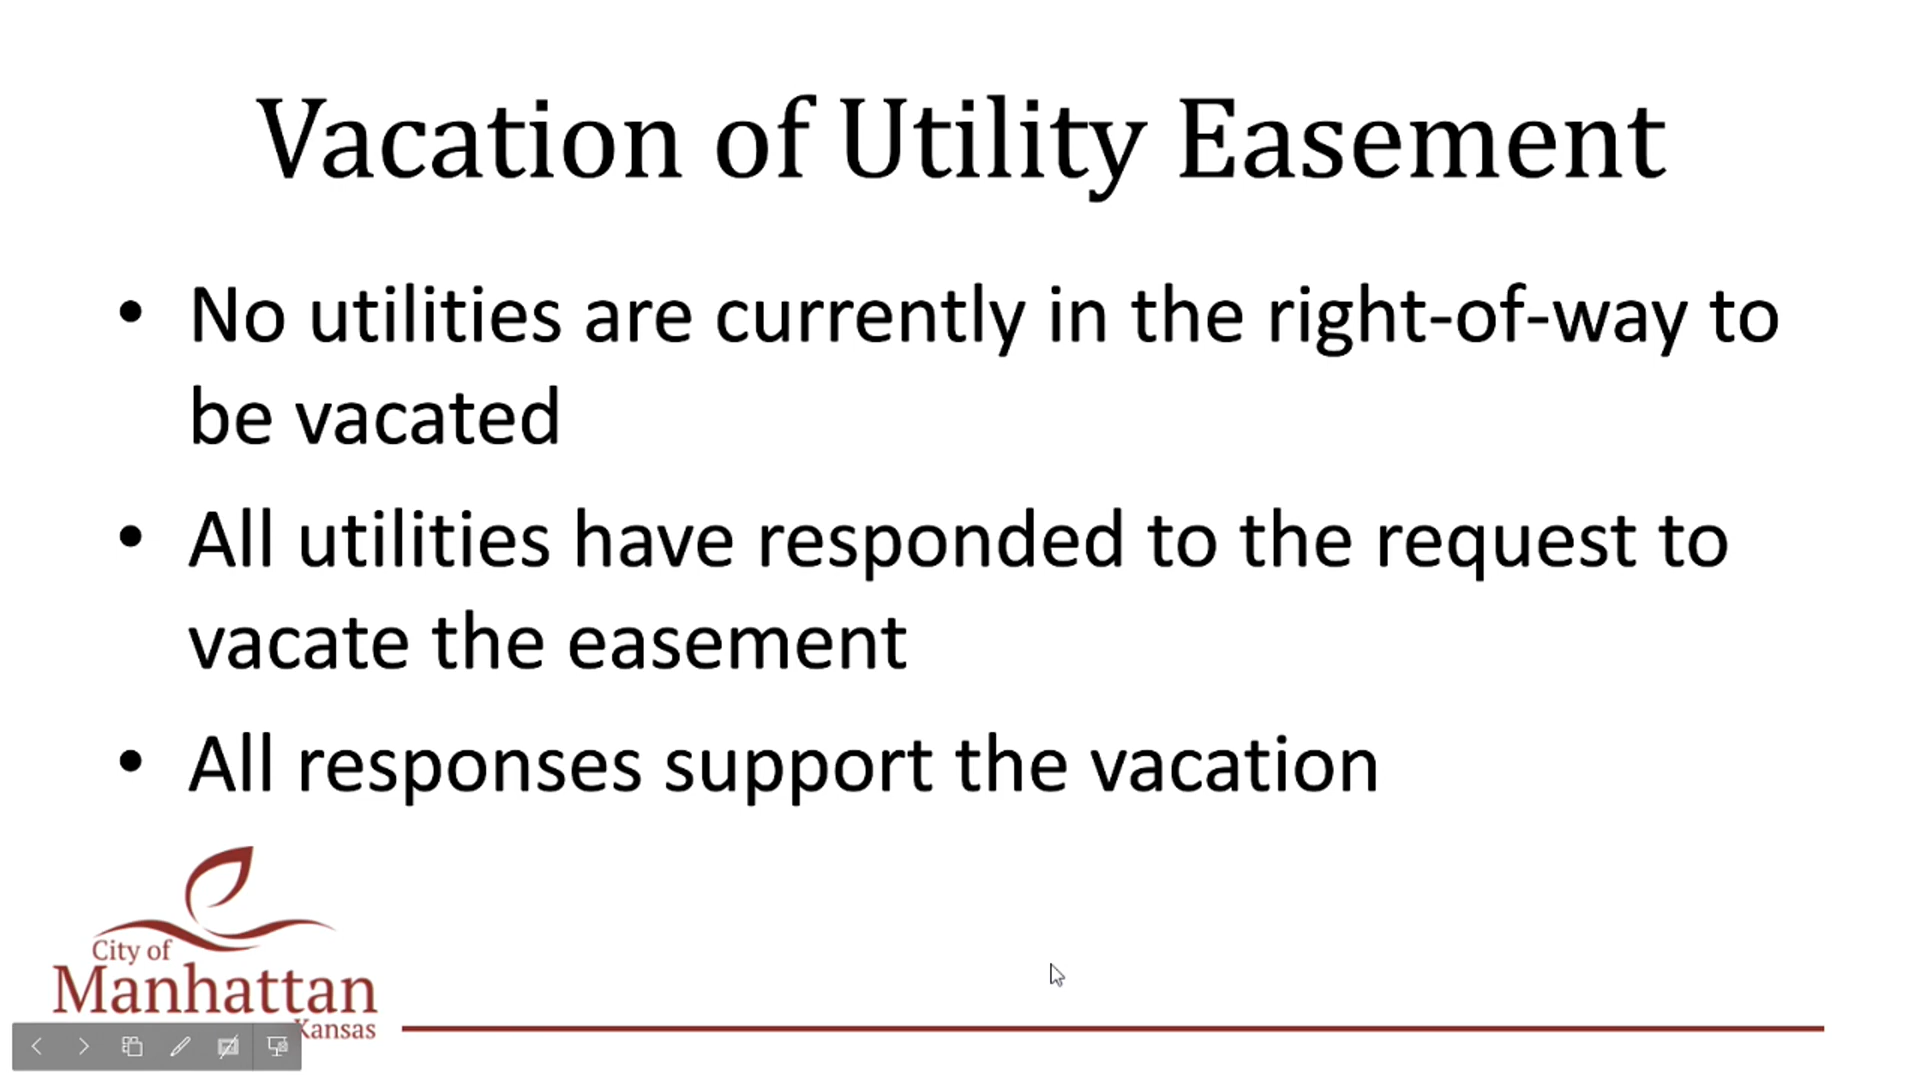 Vacation of Utility Easement
• No utilities are currently in the right-of-way to
be vacated
• All utilities have responded to the request to
vacate the easement
• All responses support the vacation
City of
Manhattan
Kansas